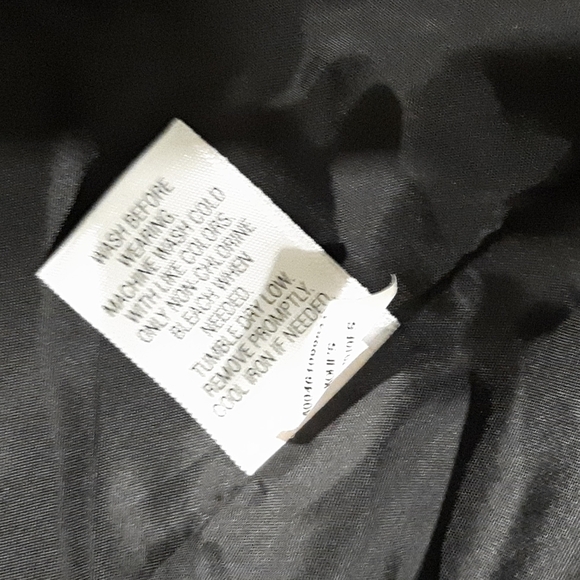 WASH BEFORE
WEARING.
MACHINE WASH COLD
WITH LIKE COLORS.
ONLY NON-CHLORINE
BLEACH WHEN
NEEDED.
TUMBLE DRY LOW.
REMOVE PROMPTLY.
COOL IRON IF NEEDED.